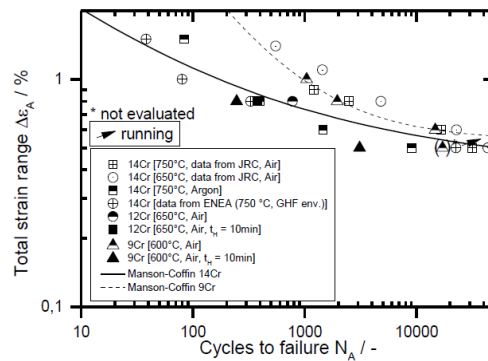 Total strain range Δε_A / %
1
0,1
* not evaluated
running
(*)
14Cr [750°C, data from JRC, Air]
14Cr [650°C, data from JRC, Air]
14Cr [750°C, Argon]
14Cr [data from ENEA (750 °C, GHF env.)]
12Cr [650°C, Air]
12Cr [650°C, Air, t_H = 10min]
9Cr [600°C, Air]
9Cr [600°C, Air, t_H = 10min]
Manson-Coffin 14Cr
Manson-Coffin 9Cr
10 100 1000 10000
Cycles to failure N_A / -